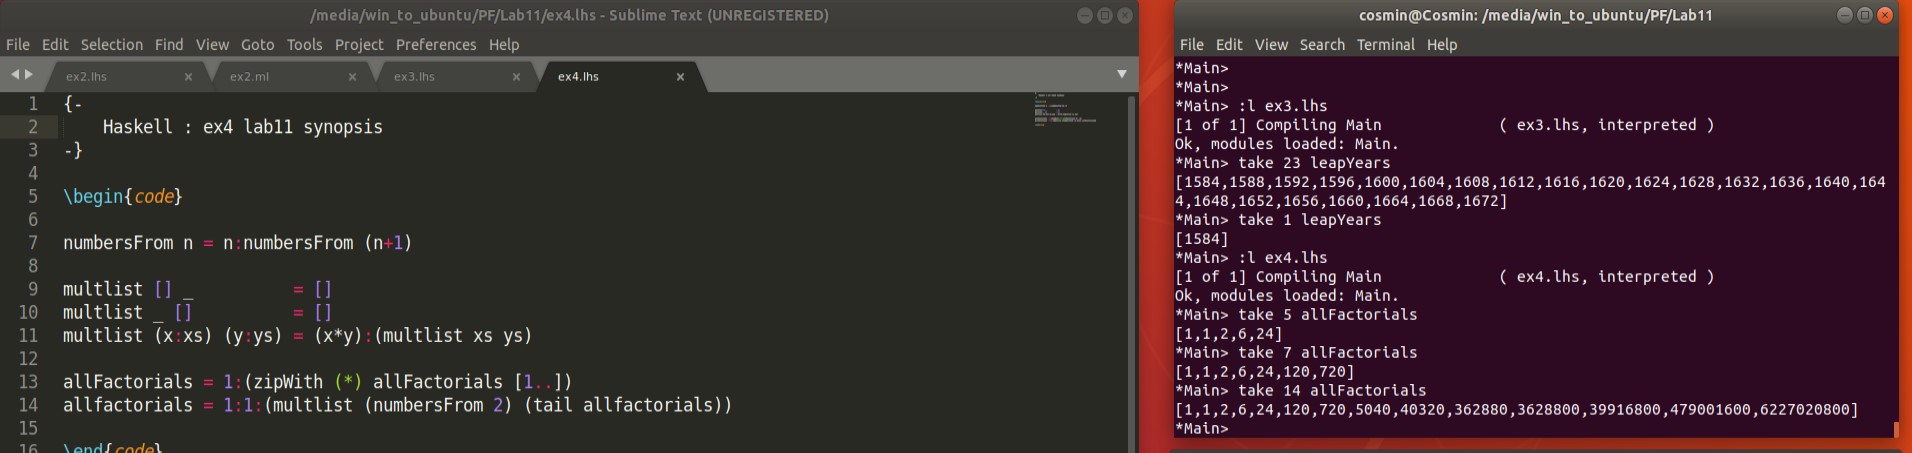 /media/win_to_ubuntu/PF/Lab11/ex4.lhs - Sublime Text (UNREGISTERED)
File Edit Selection Find View Goto Tools Project Preferences Help
ex2.lhs × ex2.ml × ex3.lhs × ex4.lhs ×
1 {-
2 Haskell : ex4 lab11 synopsis
3 -}
4
5 \begin{code}
6
7 numbersFrom n = n:numbersFrom (n+1)
8
9 multlist [] _ = []
10 multlist _ [] = []
11 multlist (x:xs) (y:ys) = (x*y):(multlist xs ys)
12
13 allFactorials = 1:(zipWith (*) allFactorials [1..])
14 allfactorials = 1:1:(multlist (numbersFrom 2) (tail allfactorials))
15
16 \end{code}
cosmin@Cosmin: /media/win_to_ubuntu/PF/Lab11
File Edit View Search Terminal Help
*Main>
*Main>
*Main> :l ex3.lhs
[1 of 1] Compiling Main ( ex3.lhs, interpreted )
Ok, modules loaded: Main.
*Main> take 23 leapYears
[1584,1588,1592,1596,1600,1604,1608,1612,1616,1620,1624,1628,1632,1636,1640,164
4,1648,1652,1656,1660,1664,1668,1672]
*Main> take 1 leapYears
[1584]
*Main> :l ex4.lhs
[1 of 1] Compiling Main ( ex4.lhs, interpreted )
Ok, modules loaded: Main.
*Main> take 5 allFactorials
[1,1,2,6,24]
*Main> take 7 allFactorials
[1,1,2,6,24,120,720]
*Main> take 14 allFactorials
[1,1,2,6,24,120,720,5040,40320,362880,3628800,39916800,479001600,6227020800]
*Main>